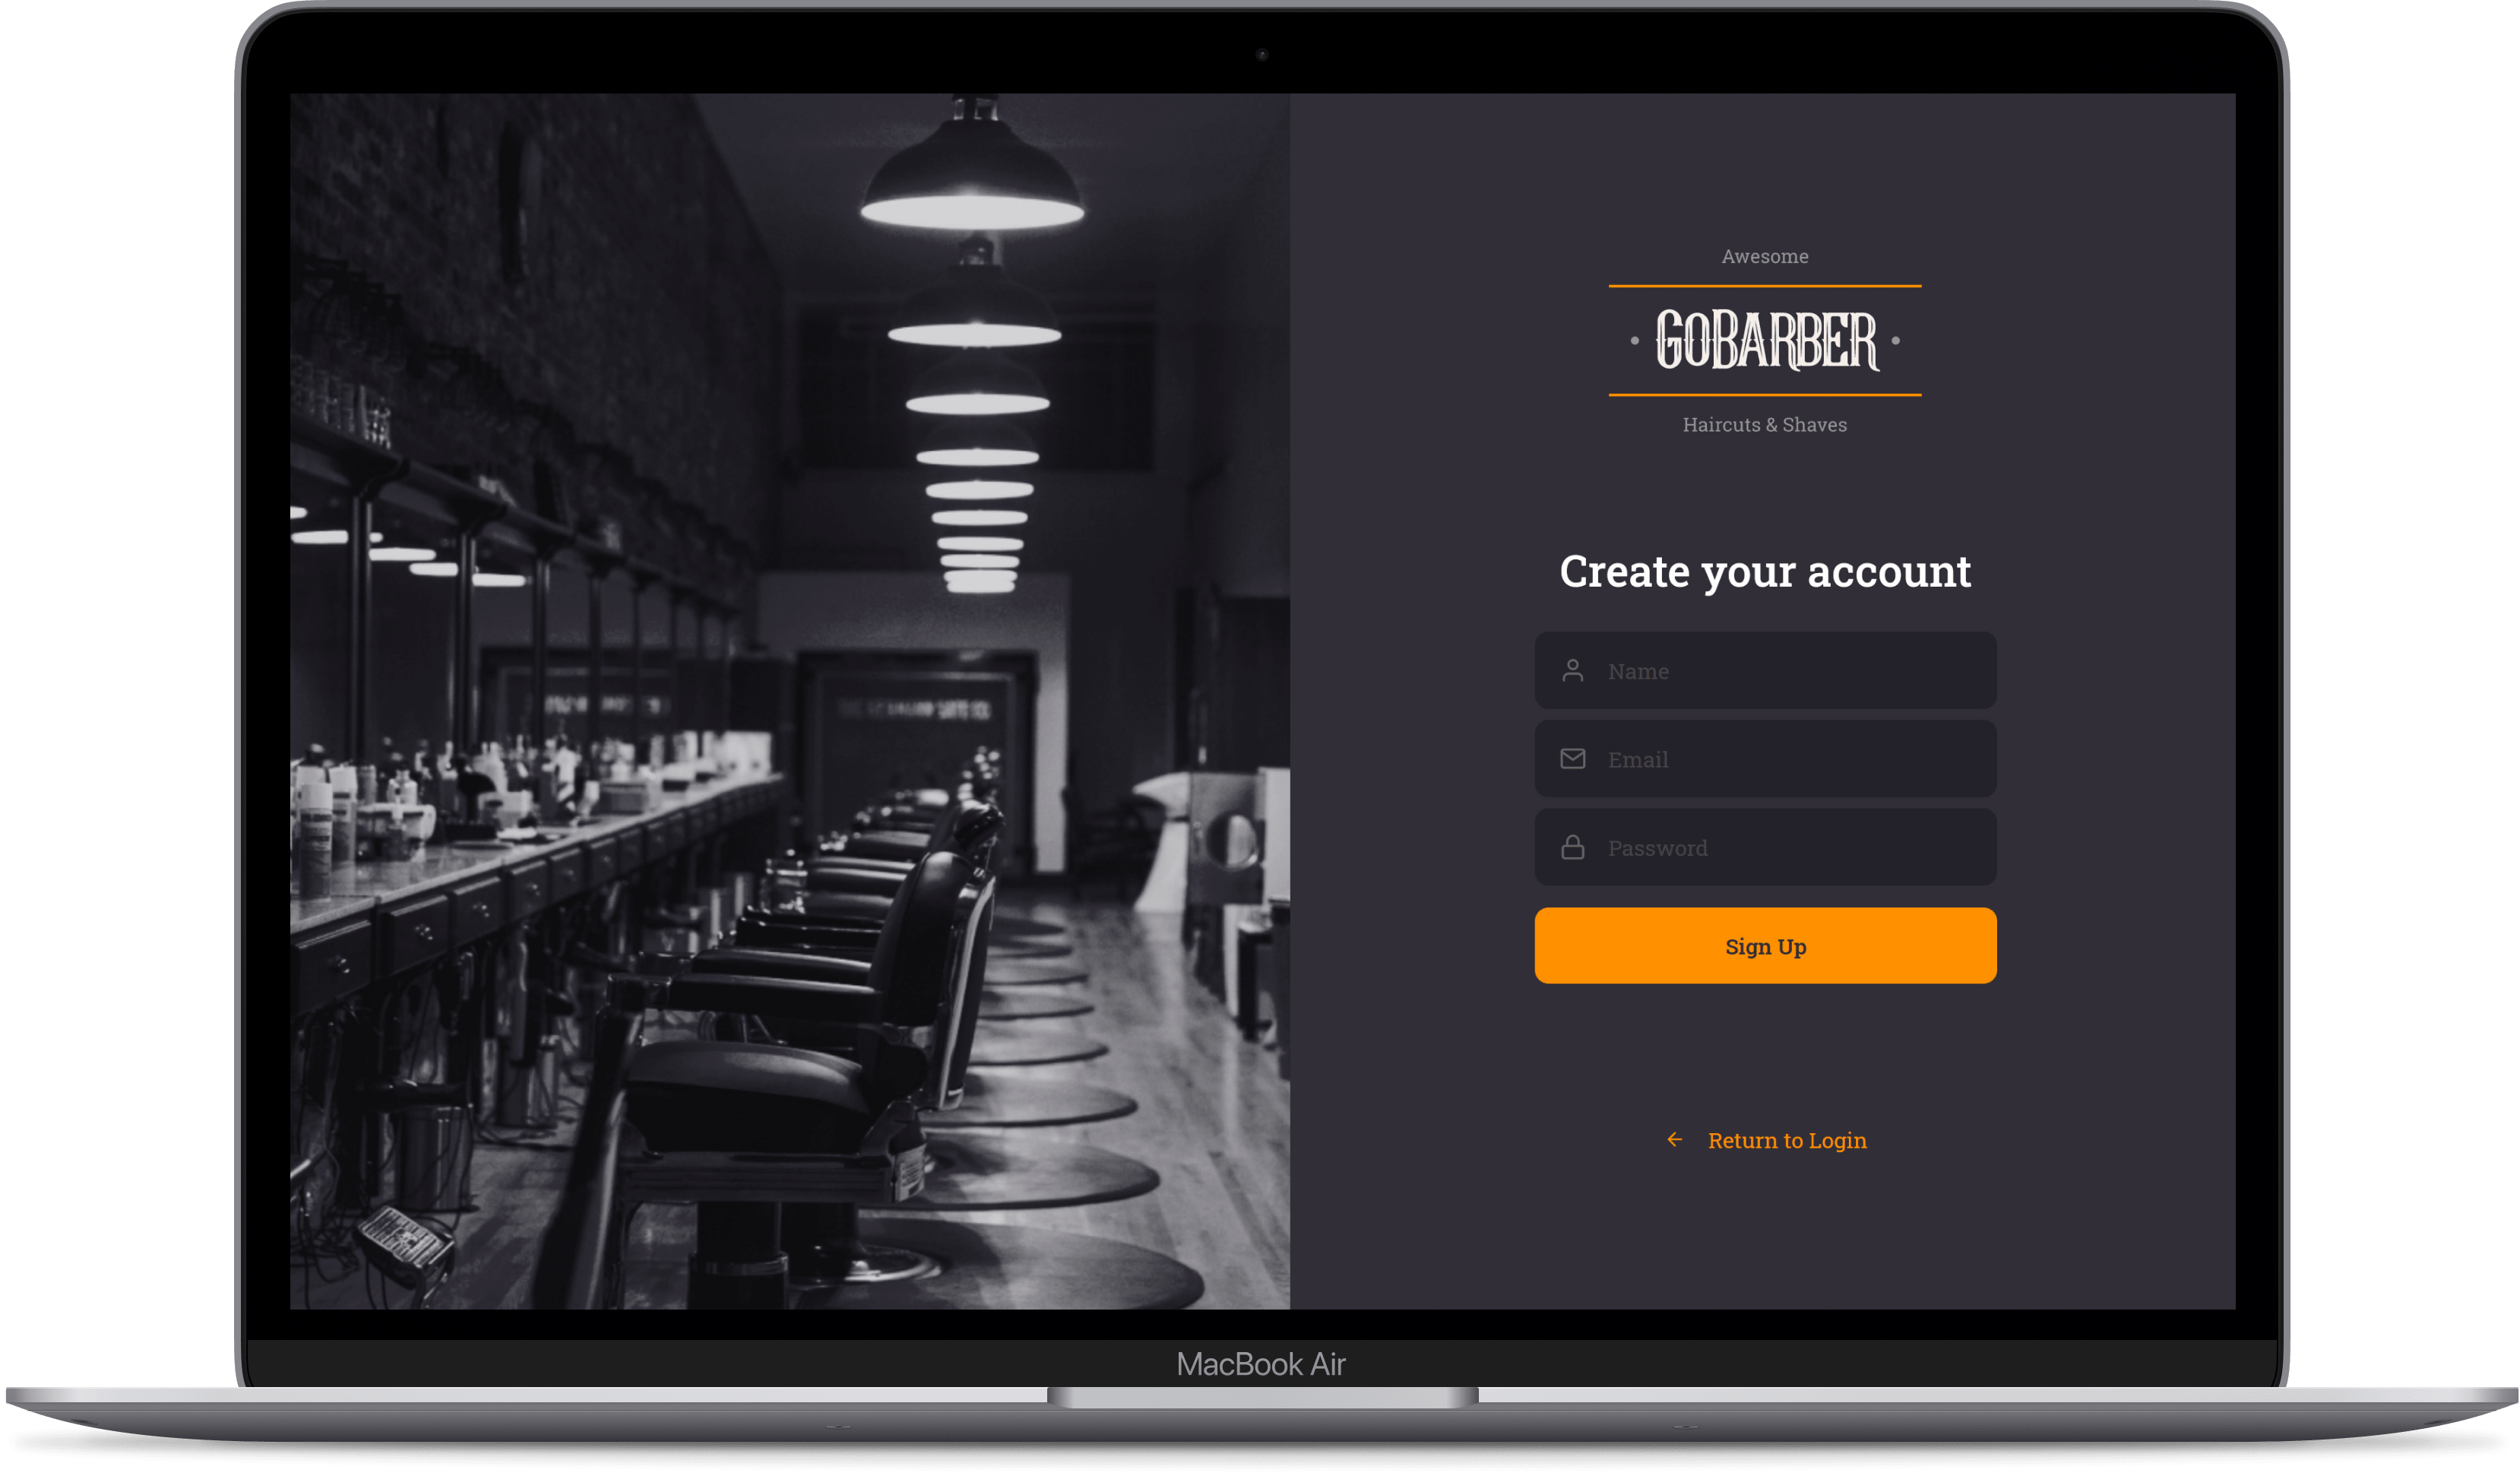 Awesome
GOBARBER
Haircuts & Shaves
Create your account
Name
Email
Password
Sign Up
Return to Login
MacBook Air